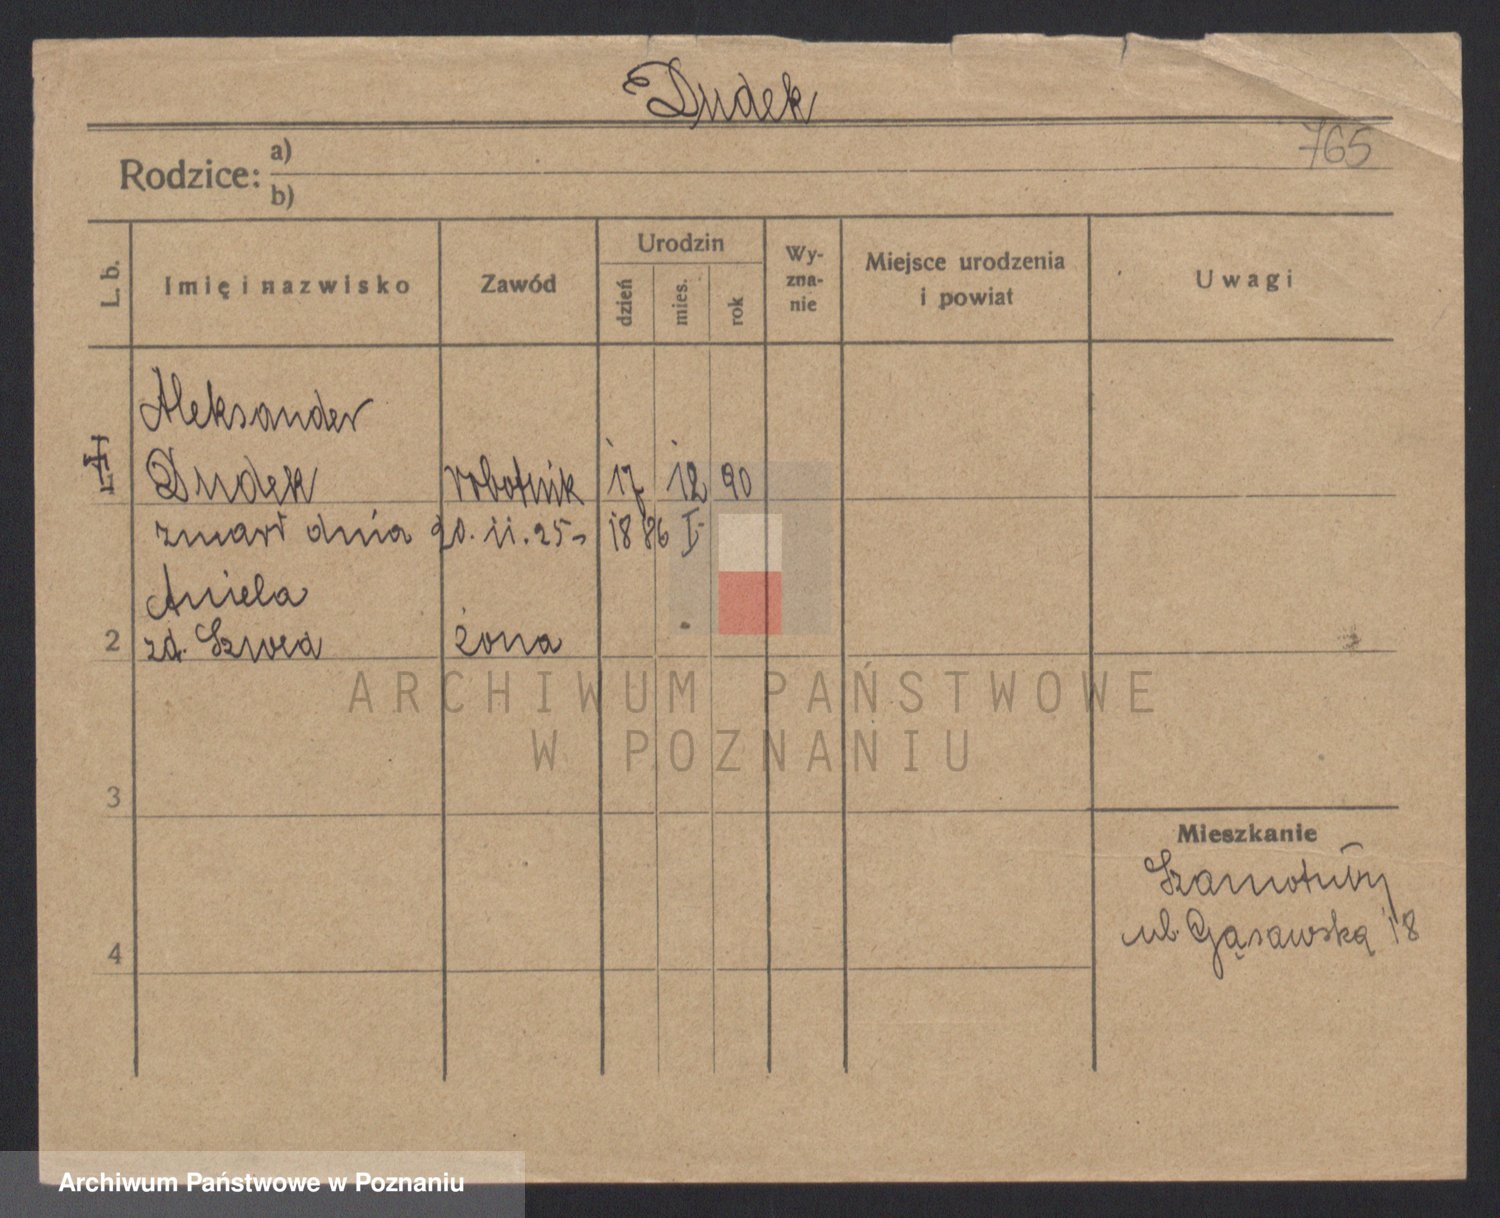 Dudek
765
Rodzice: a)
b)
L. b. Imię i nazwisko Zawód Urodzin dzień mies. rok Wy-zna-nie Miejsce urodzenia i powiat Uwagi
Aleksander
1 Dudek robotnik 17 12 90
zmarł dnia 20. 11. 25 - 1886 I-
Aniela
2 zd. Szwed żona
ARCHIWUM PAŃSTWOWE
W POZNANIU
3
Mieszkanie
Szamotuły
ul. Gąsawska 18
4
Archiwum Państwowe w Poznaniu